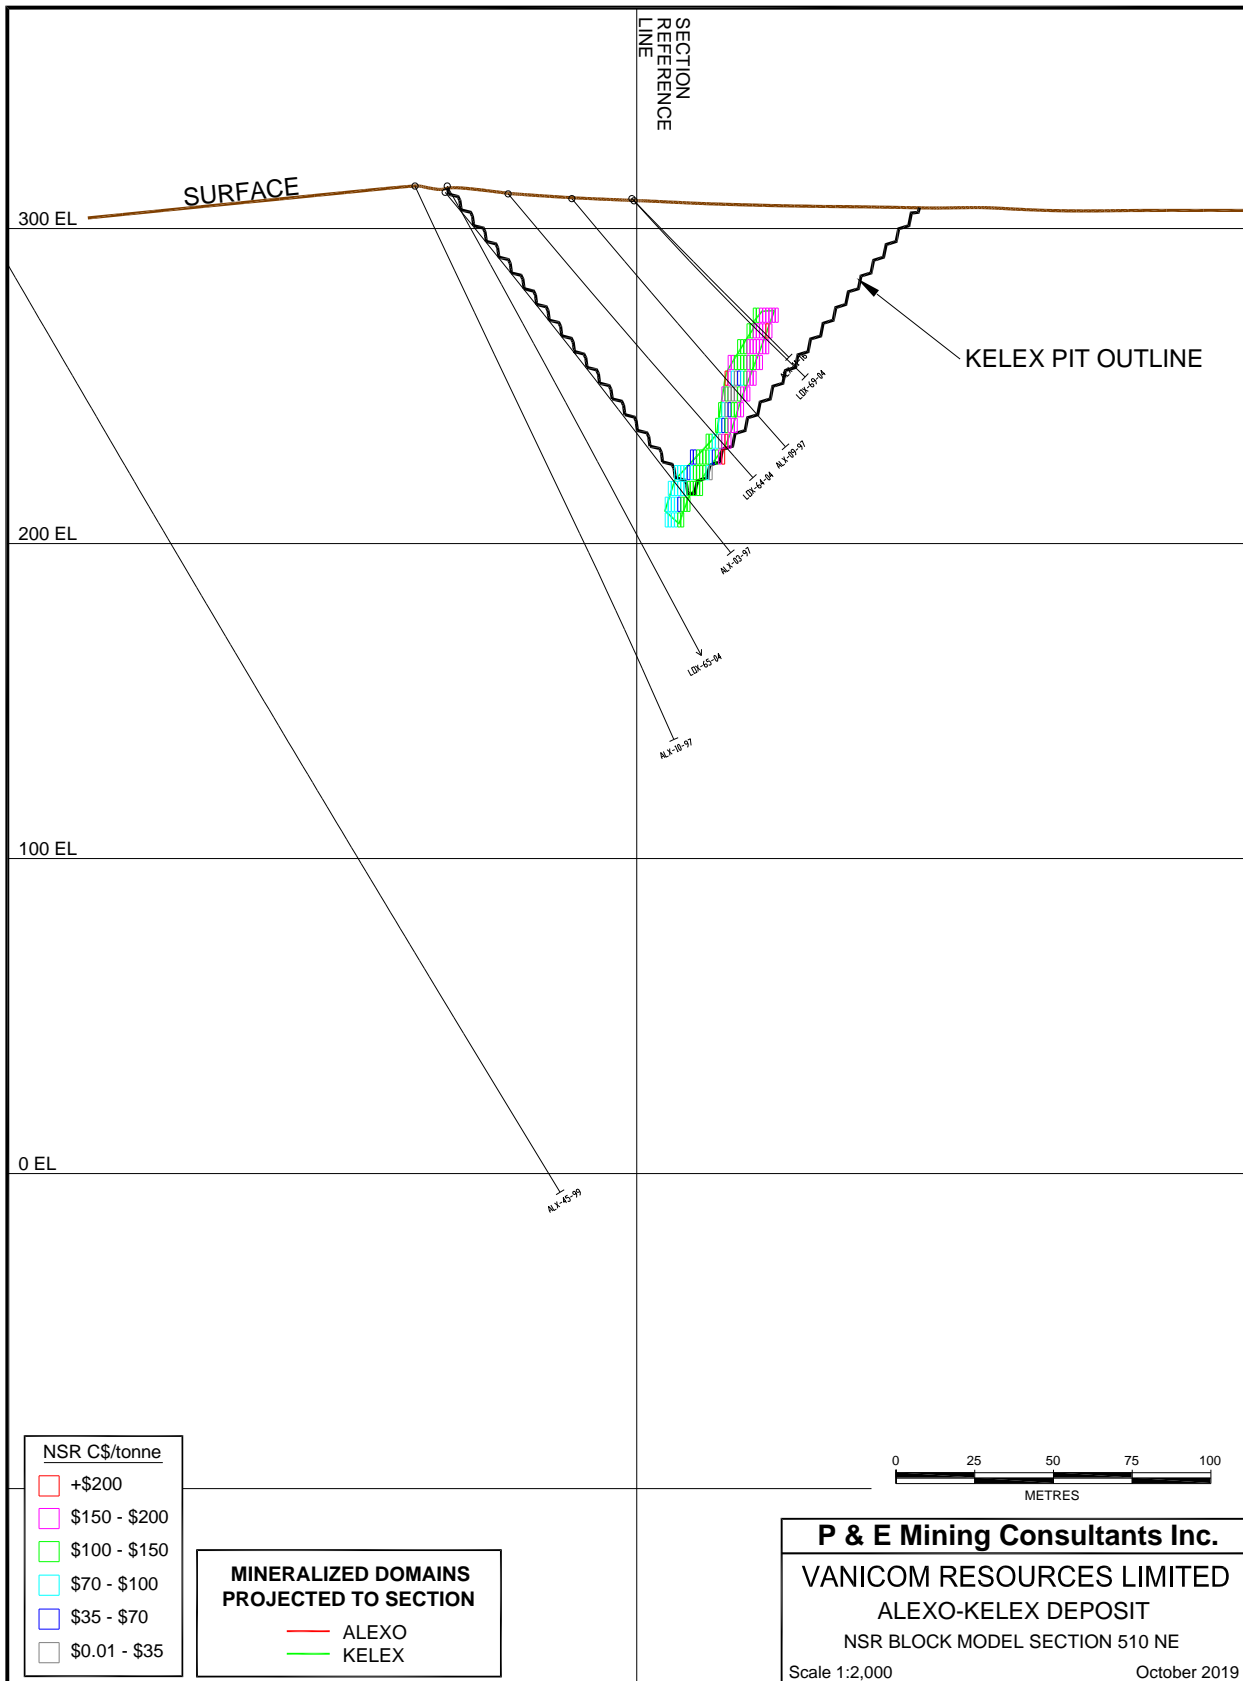 SECTION
REFERENCE
LINE
SURFACE
300 EL
KELEX PIT OUTLINE
LOX-69-04
ALX-09-97
LOX-64-04
200 EL
ALX-03-97
LOX-65-04
ALX-10-97
100 EL
0 EL
ALX-45-99
NSR C$/tonne
+$200
$150 - $200
$100 - $150
$70 - $100
$35 - $70
$0.01 - $35
MINERALIZED DOMAINS
PROJECTED TO SECTION
ALEXO
KELEX
0 25 50 75 100
METRES
P & E Mining Consultants Inc.
VANICOM RESOURCES LIMITED
ALEXO-KELEX DEPOSIT
NSR BLOCK MODEL SECTION 510 NE
Scale 1:2,000 October 2019